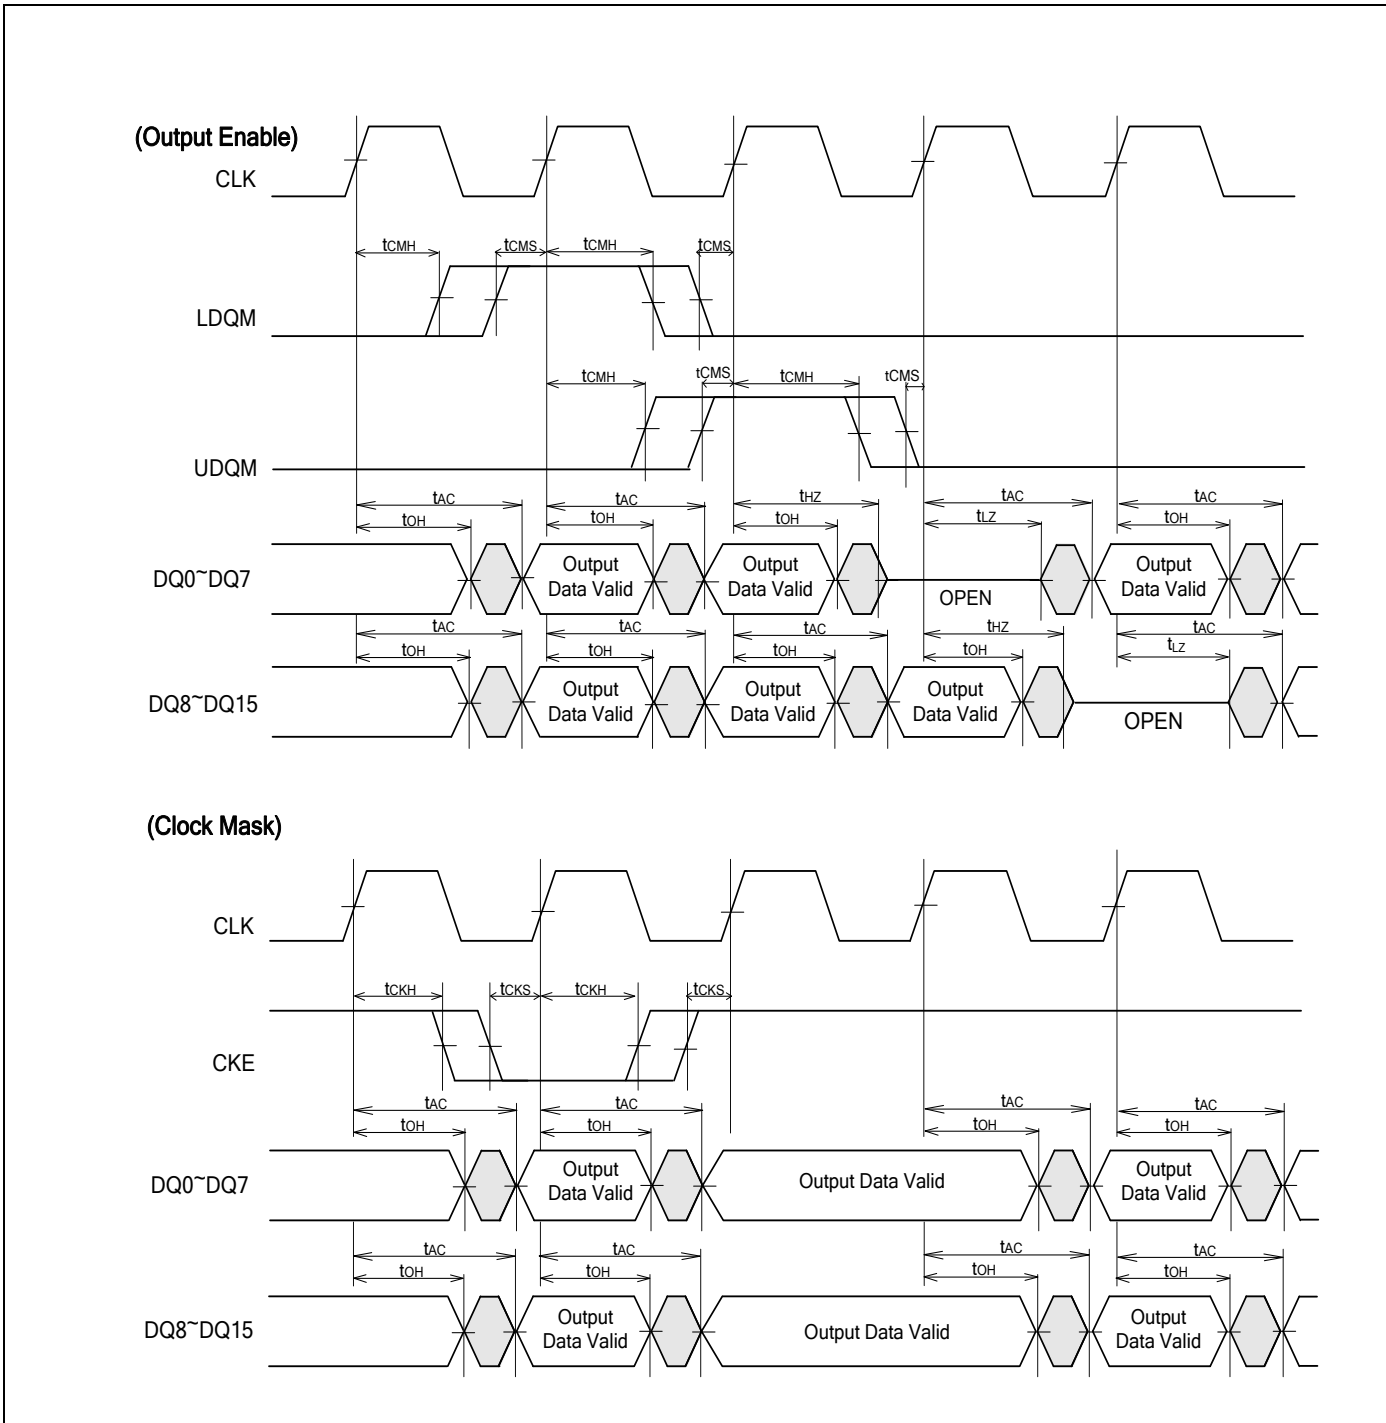 (Output Enable)
CLK
tCMH tCMS tCMH tCMS
LDQM
tCMH tCMS tCMH tCMS
UDQM
tAC tAC tHZ tAC tAC
tOH tOH tOH tLZ tOH
DQ0~DQ7
Output
Data Valid
Output
Data Valid
OPEN
Output
Data Valid
tAC tAC tAC tHZ tAC
tOH tOH tOH tOH tLZ
DQ8~DQ15
Output
Data Valid
Output
Data Valid
Output
Data Valid
OPEN
(Clock Mask)
CLK
tCKH tCKS tCKH tCKS
CKE
tAC tAC tAC tAC
tOH tOH tOH tOH
DQ0~DQ7
Output
Data Valid
Output Data Valid
Output
Data Valid
tAC tAC tAC tAC
tOH tOH tOH tOH
DQ8~DQ15
Output
Data Valid
Output Data Valid
Output
Data Valid